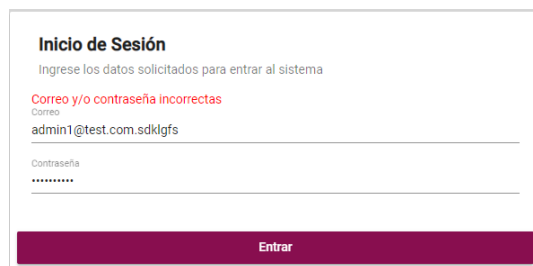 Inicio de Sesión
Ingrese los datos solicitados para entrar al sistema
Correo y/o contraseña incorrectas
Correo
admin1@test.com.sdklgfs
Contraseña
••••••••••
Entrar